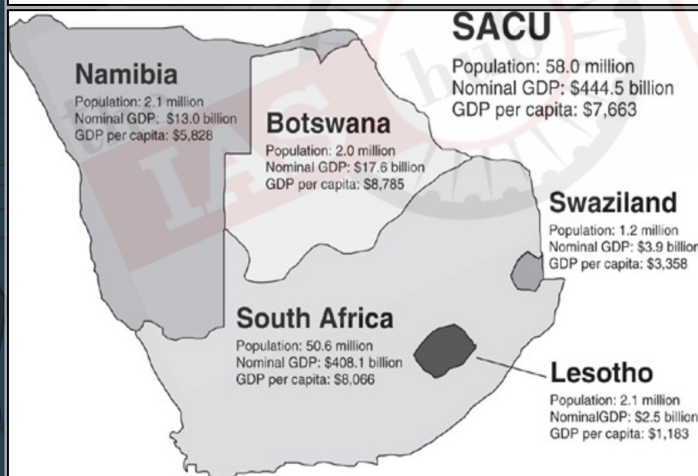 SACU
Population: 58.0 million
Nominal GDP: $444.5 billion
GDP per capita: $7,663
Namibia
Population: 2.1 million
Nominal GDP: $13.0 billion
GDP per capita: $5,828
Botswana
Population: 2.0 million
Nominal GDP: $17.6 billion
GDP per capita: $8,785
Swaziland
Population: 1.2 million
Nominal GDP: $3.9 billion
GDP per capita: $3,358
South Africa
Population: 50.6 million
Nominal GDP: $408.1 billion
GDP per capita: $8,066
Lesotho
Population: 2.1 million
NominalGDP: $2.5 billion
GDP per capita: $1,183
the
IAS
hub